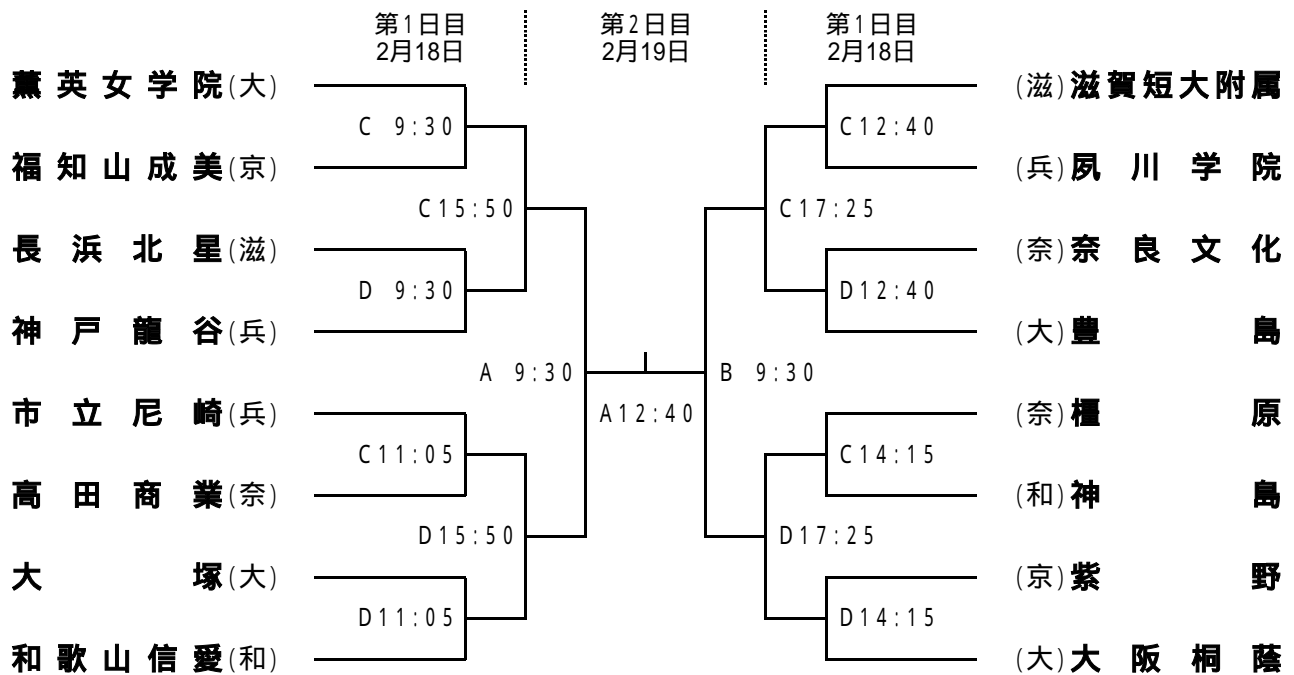 第1日目 第2日目 第1日目
2月18日 2月19日 2月18日
薫英女学院(大) (滋)滋賀短大附属
C 9:30 C12:40
福知山成美(京) (兵)夙川学院
C15:50 C17:25
長浜北星(滋) (奈)奈良文化
D 9:30 D12:40
神戸龍谷(兵) (大)豊島
A 9:30 B 9:30
市立尼崎(兵) A12:40 (奈)橿原
C11:05 C14:15
高田商業(奈) (和)神島
D15:50 D17:25
大塚(大) (京)紫野
D11:05 D14:15
和歌山信愛(和) (大)大阪桐蔭